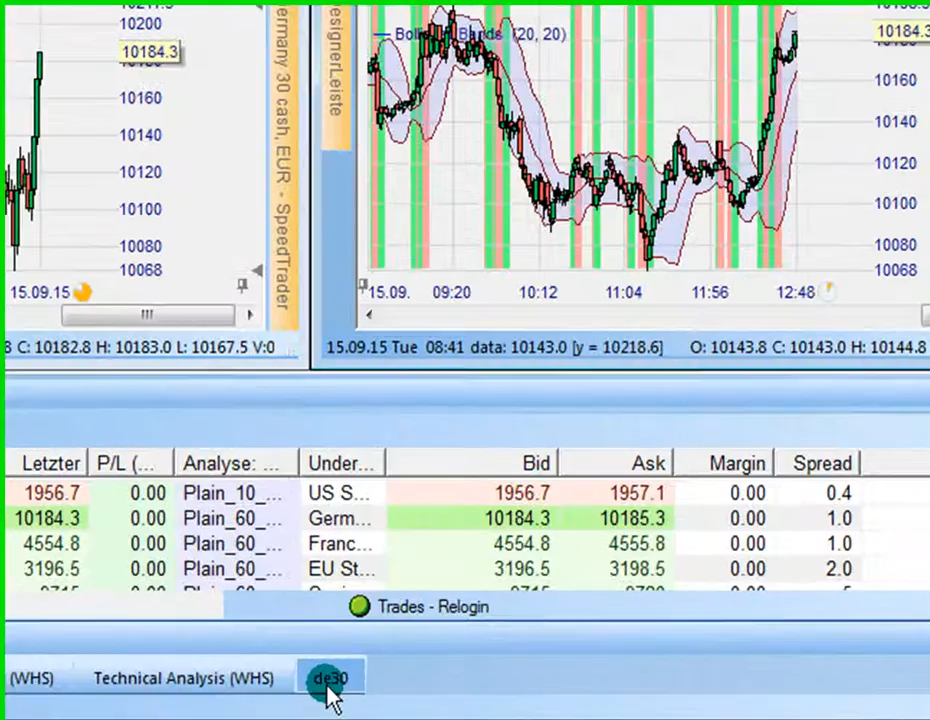 10200
10184.3
10160
10140
10120
10100
10080
10068
15.09.15
ermany 30 cash, EUR - SpeedTrader
8 C: 10182.8 H: 10183.0 L: 10167.5 V:0
esignerLeiste
Bands (20, 20)
10184.3
10160
10140
10120
10100
10080
10068
15.09. 09:20 10:12 11:04 11:56 12:48
15.09.15 Tue 08:41 data: 10143.0 [y = 10218.6] O: 10143.8 C: 10143.0 H: 10144.8
Letzter P/L (... Analyse: ... Under... Bid Ask Margin Spread
1956.7 0.00 Plain_10_... US S... 1956.7 1957.1 0.00 0.4
10184.3 0.00 Plain_60_... Germ... 10184.3 10185.3 0.00 1.0
4554.8 0.00 Plain_60_... Franc... 4554.8 4555.8 0.00 1.0
3196.5 0.00 Plain_60_... EU St... 3196.5 3198.5 0.00 2.0
Trades - Relogin
(WHS) Technical Analysis (WHS) de30